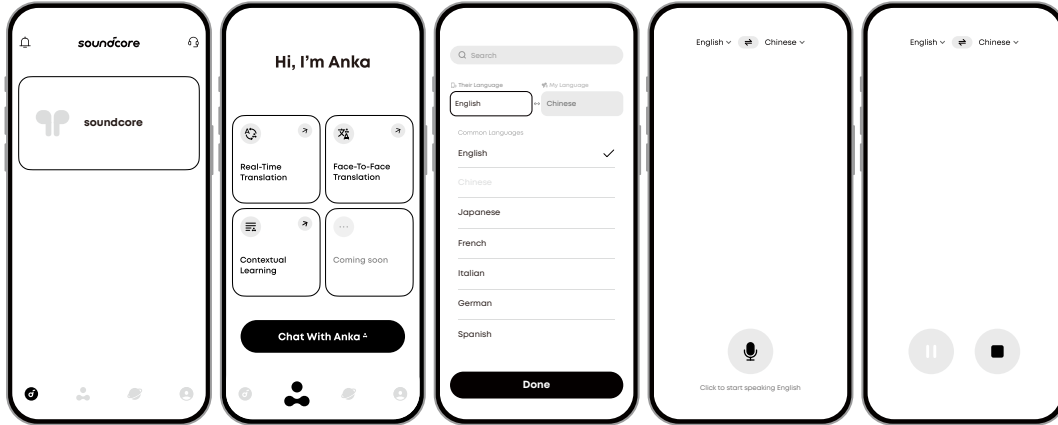 soundcore
soundcore
Hi, I'm Anka
Real-Time
Translation
Face-To-Face
Translation
Contextual
Learning
Coming soon
Chat With Anka
Search
Their Language
My Language
English
Chinese
Common Languages
English
Chinese
Japanese
French
Italian
German
Spanish
Done
English
Chinese
Click to start speaking English
English
Chinese